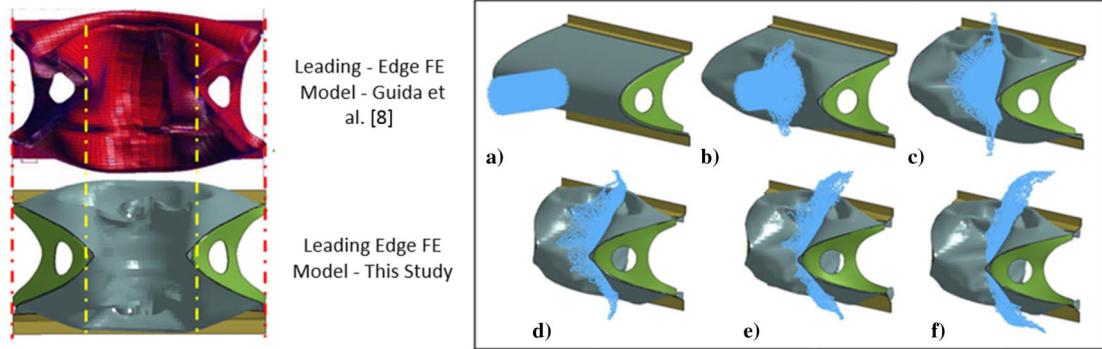 Leading - Edge FE
Model - Guida et
al. [8]
Leading Edge FE
Model - This Study
a)
b)
c)
d)
e)
f)